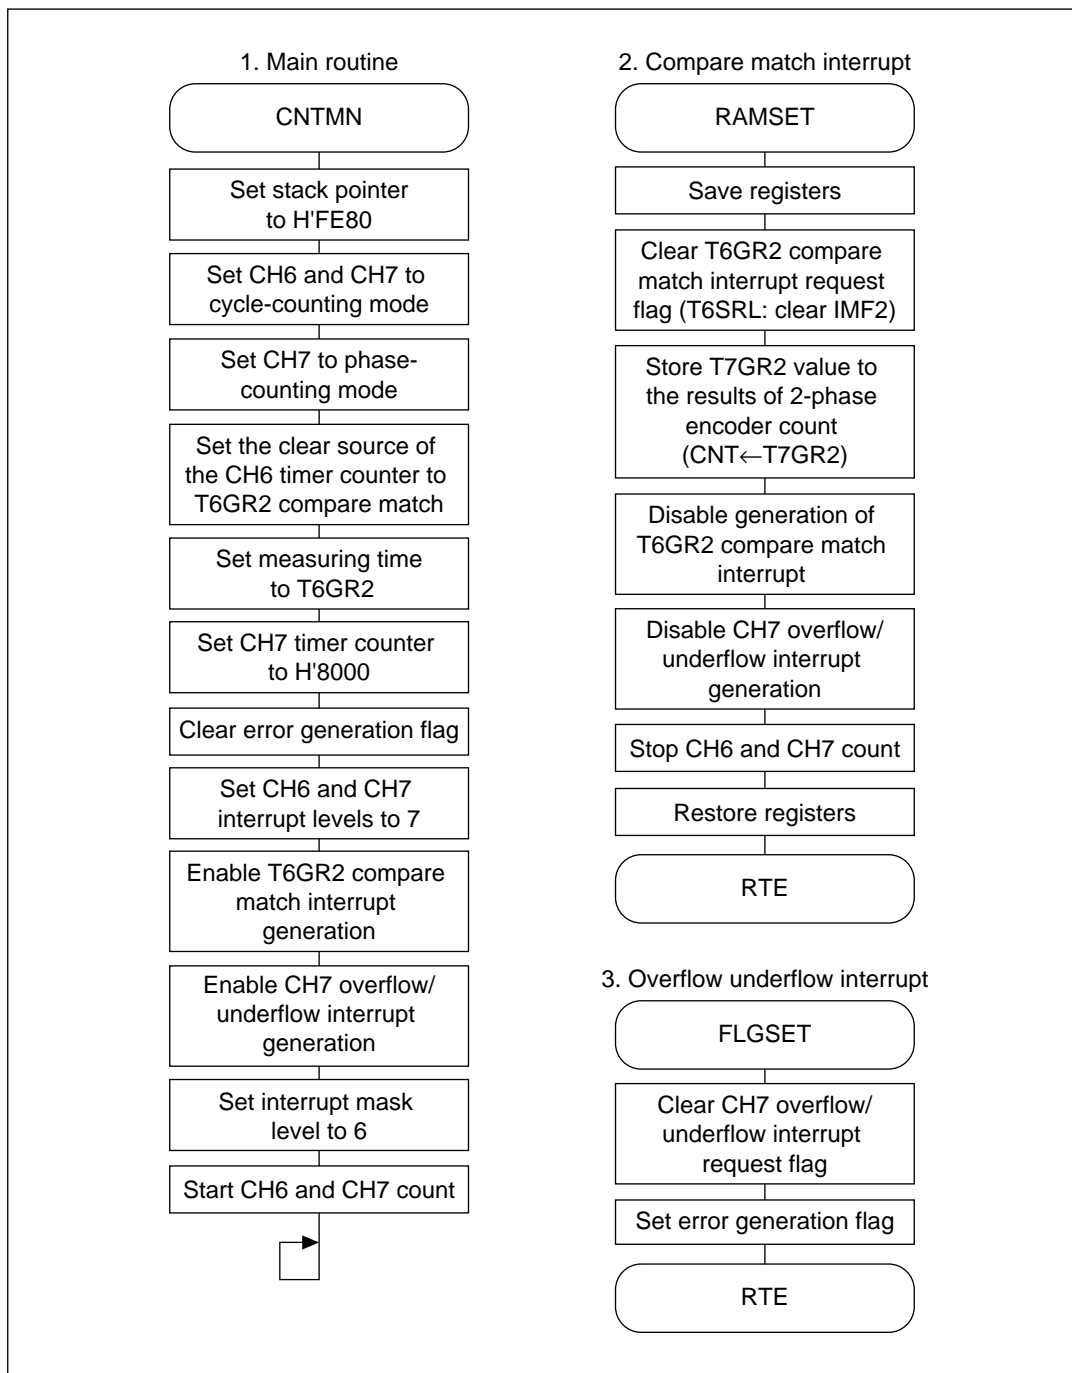 1. Main routine
CNTMN
Set stack pointer
to H'FE80
Set CH6 and CH7 to
cycle-counting mode
Set CH7 to phase-
counting mode
Set the clear source of
the CH6 timer counter to
T6GR2 compare match
Set measuring time
to T6GR2
Set CH7 timer counter
to H'8000
Clear error generation flag
Set CH6 and CH7
interrupt levels to 7
Enable T6GR2 compare
match interrupt
generation
Enable CH7 overflow/
underflow interrupt
generation
Set interrupt mask
level to 6
Start CH6 and CH7 count
2. Compare match interrupt
RAMSET
Save registers
Clear T6GR2 compare
match interrupt request
flag (T6SRL: clear IMF2)
Store T7GR2 value to
the results of 2-phase
encoder count
(CNT←T7GR2)
Disable generation of
T6GR2 compare match
interrupt
Disable CH7 overflow/
underflow interrupt
generation
Stop CH6 and CH7 count
Restore registers
RTE
3. Overflow underflow interrupt
FLGSET
Clear CH7 overflow/
underflow interrupt
request flag
Set error generation flag
RTE